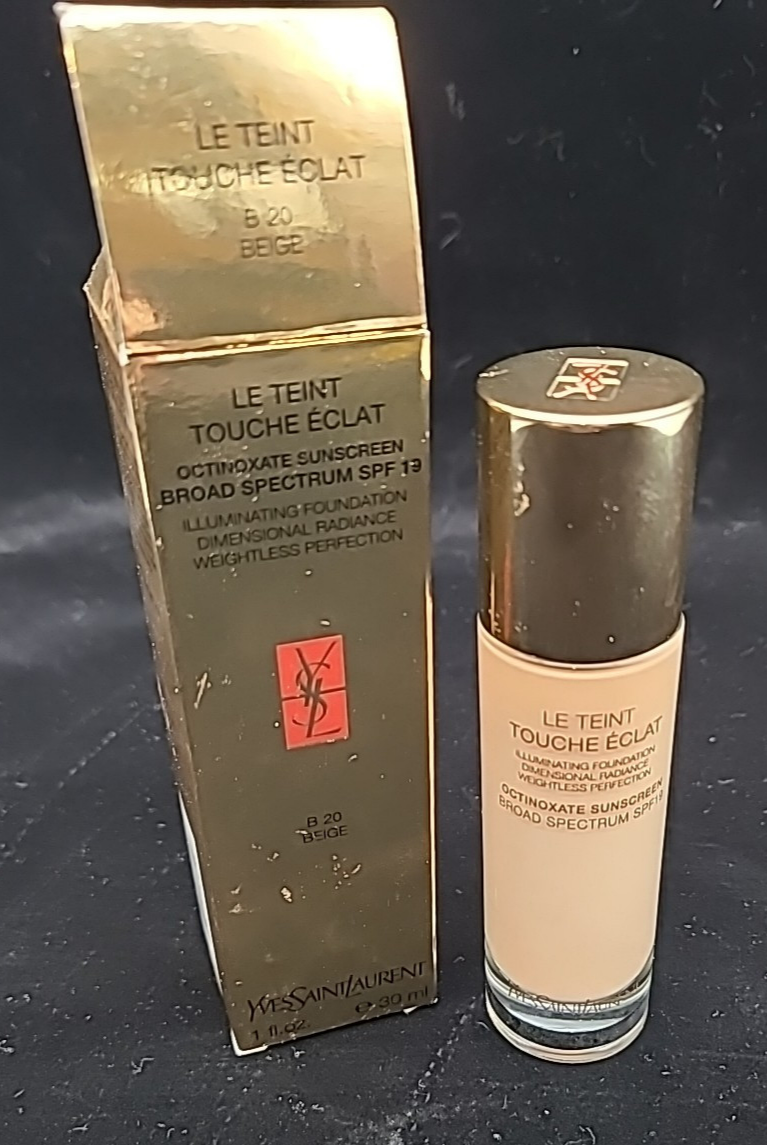 LE TEINT
TOUCHE ÉCLAT
B 20
BEIGE
LE TEINT
TOUCHE ÉCLAT
OCTINOXATE SUNSCREEN
BROAD SPECTRUM SPF 19
ILLUMINATING FOUNDATION
DIMENSIONAL RADIANCE
WEIGHTLESS PERFECTION
YSL
B 20
BEIGE
YVESSAINTLAURENT
1 fl.oz. ℮ 30 ml
YSL
LE TEINT
TOUCHE ÉCLAT
ILLUMINATING FOUNDATION
DIMENSIONAL RADIANCE
WEIGHTLESS PERFECTION
OCTINOXATE SUNSCREEN
BROAD SPECTRUM SPF19
YVESSAINTLAURENT